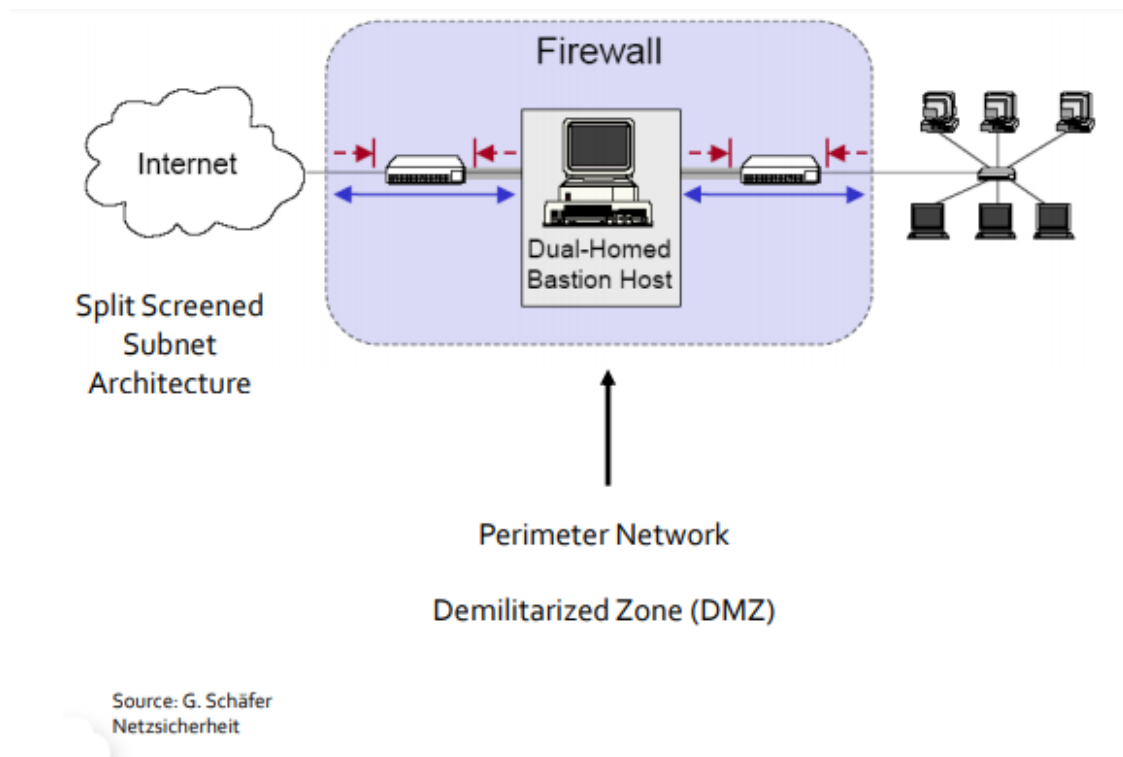 Firewall
Internet
Dual-Homed
Bastion Host
Split Screened
Subnet
Architecture
Perimeter Network
Demilitarized Zone (DMZ)
Source: G. Schäfer
Netzsicherheit